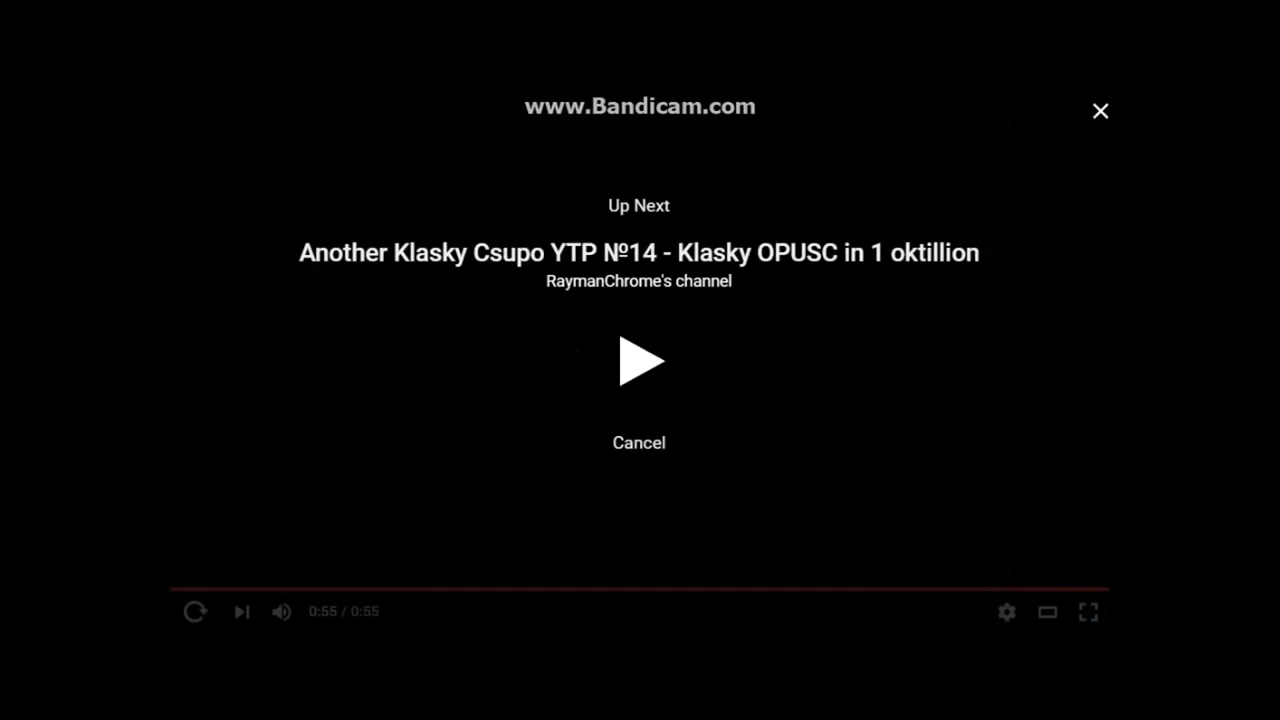 www.Bandicam.com
Up Next
Another Klasky Csupo YTP №14 - Klasky OPUSC in 1 oktillion
RaymanChrome's channel
Cancel
0:55 / 0:55